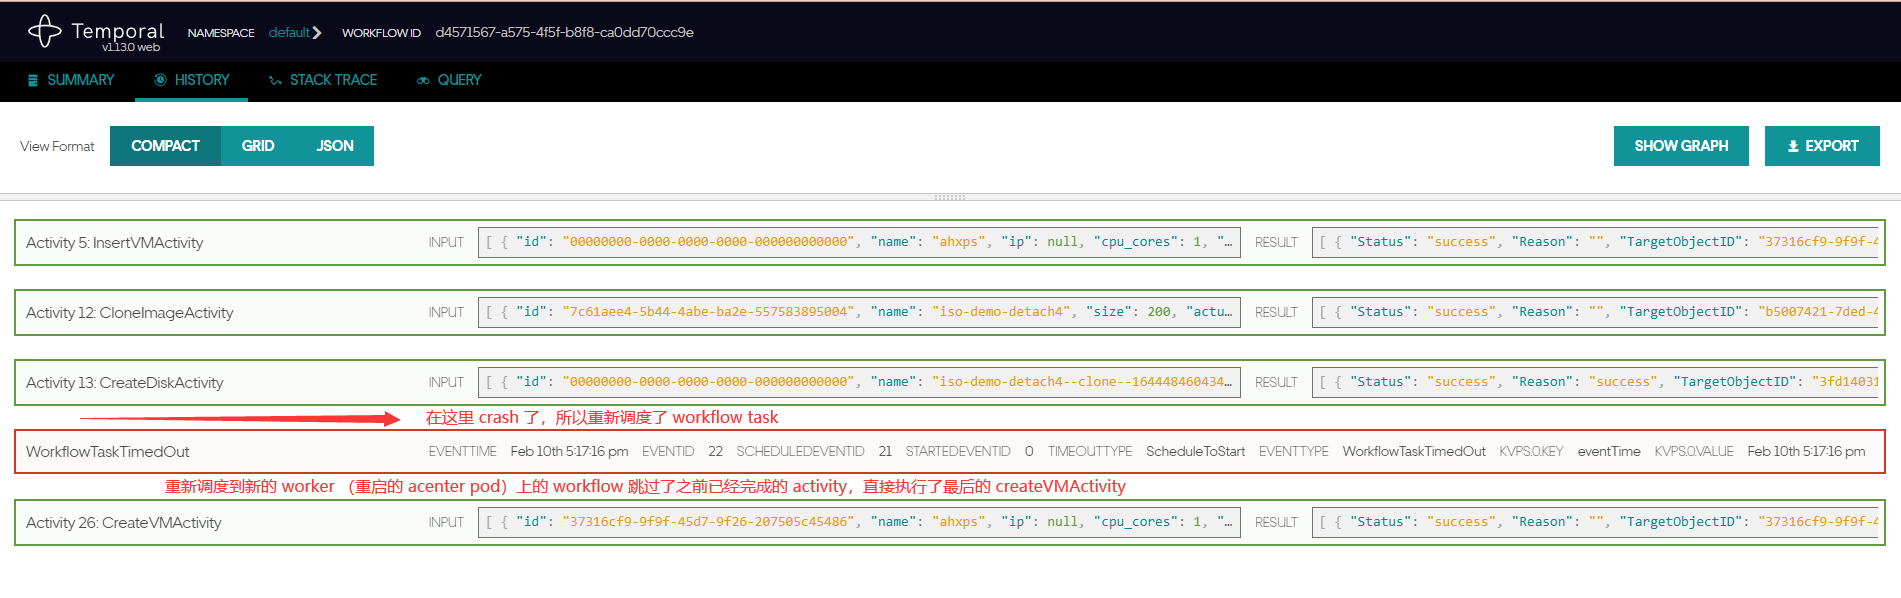 Temporal
v1.13.0 web
NAMESPACE default WORKFLOW ID d4571567-a575-4f5f-b8f8-ca0dd70ccc9e
SUMMARY HISTORY STACK TRACE QUERY
View Format COMPACT GRID JSON SHOW GRAPH EXPORT
Activity 5: InsertVMActivity INPUT [ { "id": "00000000-0000-0000-0000-000000000000", "name": "ahxps", "ip": null, "cpu_cores": 1, "… RESULT [ { "Status": "success", "Reason": "", "TargetObjectID": "37316cf9-9f9f-4
Activity 12: CloneImageActivity INPUT [ { "id": "7c61aee4-5b44-4abe-ba2e-557583895004", "name": "iso-demo-detach4", "size": 200, "actu… RESULT [ { "Status": "success", "Reason": "", "TargetObjectID": "b5007421-7ded-4
Activity 13: CreateDiskActivity INPUT [ { "id": "00000000-0000-0000-0000-000000000000", "name": "iso-demo-detach4--clone--164448460434… RESULT [ { "Status": "success", "Reason": "success", "TargetObjectID": "3fd14031
在这里 crash 了，所以重新调度了 workflow task
WorkflowTaskTimedOut EVENTTIME Feb 10th 5:17:16 pm EVENTID 22 SCHEDULEDEVENTID 21 STARTEDEVENTID 0 TIMEOUTTYPE ScheduleToStart EVENTTYPE WorkflowTaskTimedOut KVPS.0.KEY eventTime KVPS.0.VALUE Feb 10th 5:17:16 pm
重新调度到新的 worker （重启的 acenter pod）上的 workflow 跳过了之前已经完成的 activity，直接执行了最后的 createVMActivity
Activity 26: CreateVMActivity INPUT [ { "id": "37316cf9-9f9f-45d7-9f26-207505c45486", "name": "ahxps", "ip": null, "cpu_cores": 1, "… RESULT [ { "Status": "success", "Reason": "", "TargetObjectID": "37316cf9-9f9f-4